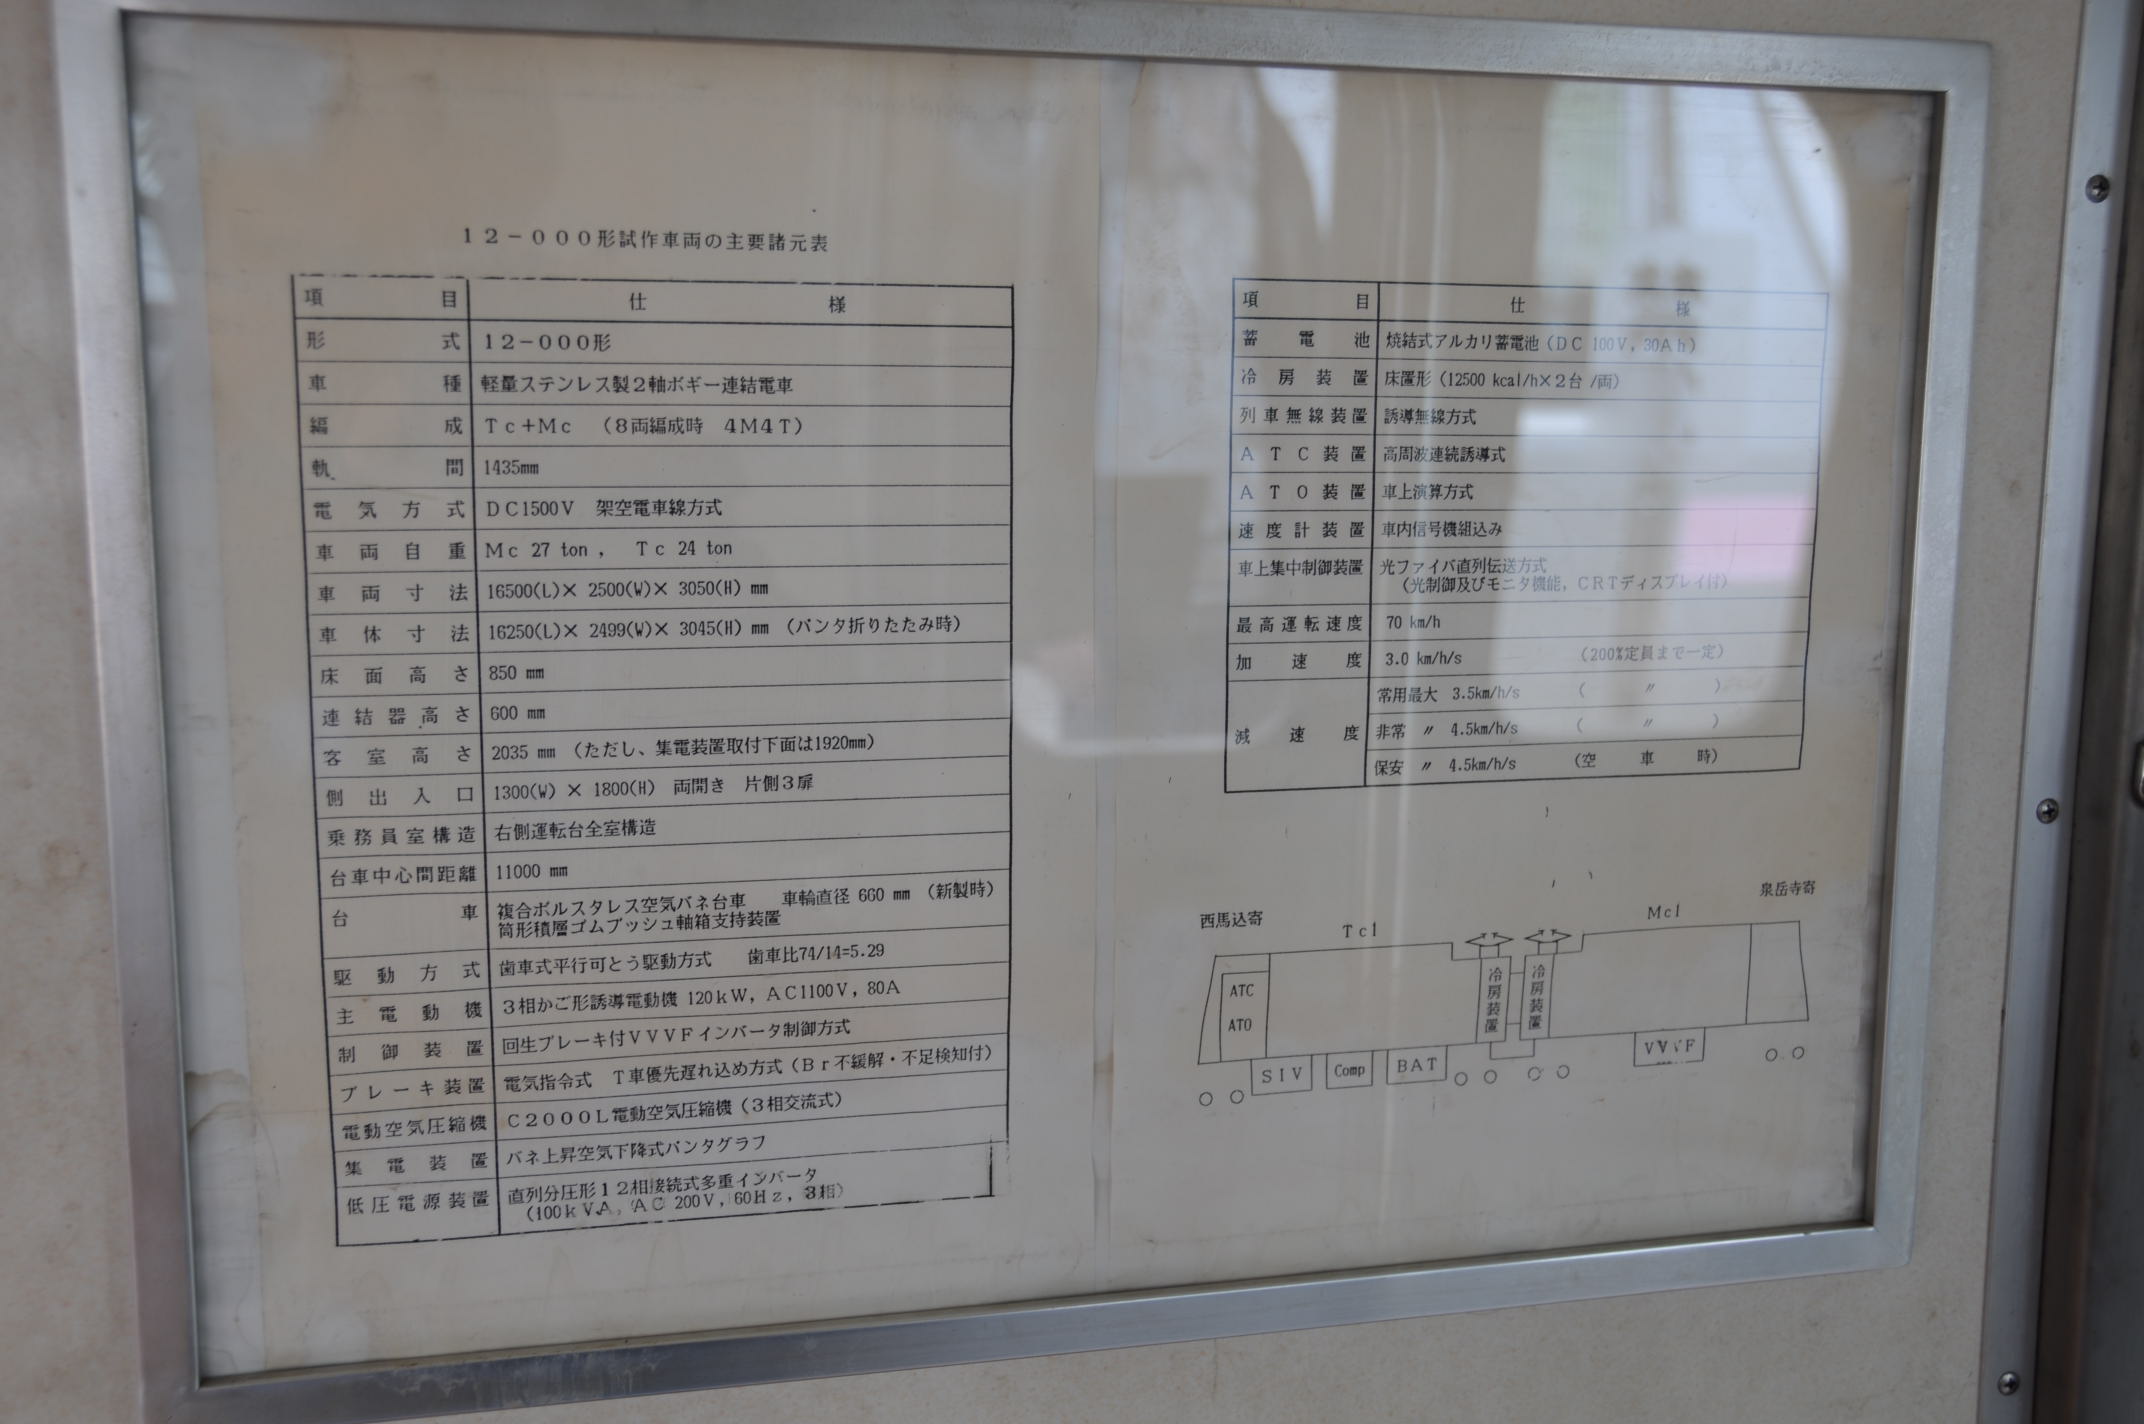 12-000形試作車両の主要諸元表
項目 仕様
形式 12-000形
車種 軽量ステンレス製2軸ボギー連結電車
編成 Tc+Mc (8両編成時 4M4T)
軌間 1435mm
電気方式 DC1500V 架空電車線方式
車両自重 Mc 27 ton , Tc 24 ton
車両寸法 16500(L)× 2500(W)× 3050(H) mm
車体寸法 16250(L)× 2499(W)× 3045(H) mm (パンタ折りたたみ時)
床面高さ 850 mm
連結器高さ 600 mm
客室高さ 2035 mm (ただし、集電装置取付下面は1920mm)
側出入口 1300(W) × 1800(H) 両開き 片側3扉
乗務員室構造 右側運転台全室構造
台車中心間距離 11000 mm
台車 複合ボルスタレス空気バネ台車 車輪直径 660 mm (新製時)
筒形積層ゴムブッシュ軸箱支持装置
駆動方式 歯車式平行可とう駆動方式 歯車比74/14=5.29
主電動機 3相かご形誘導電動機 120kW, AC1100V, 80A
制御装置 回生ブレーキ付VVVFインバータ制御方式
ブレーキ装置 電気指令式 T車優先遅れ込め方式(Br不緩解・不足検知付)
電動空気圧縮機 C2000L電動空気圧縮機(3相交流式)
集電装置 バネ上昇空気下降式パンタグラフ
低圧電源装置 直列分圧形12相接続式多重インバータ
(100kVA, AC 200V, 60Hz, 3相)
項目 仕様
蓄電池 焼結式アルカリ蓄電池(DC 100V, 30Ah)
冷房装置 床置形(12500 kcal/h×2台/両)
列車無線装置 誘導無線方式
ATC装置 高周波連続誘導式
ATO装置 車上演算方式
速度計装置 車内信号機組込み
車上集中制御装置 光ファイバ直列伝送方式
(光制御及びモニタ機能, CRTディスプレイ付)
最高運転速度 70 km/h
加速度 3.0 km/h/s (200%定員まで一定)
減速度 常用最大 3.5km/h/s ( 〃 )
非常 〃 4.5km/h/s ( 〃 )
保安 〃 4.5km/h/s (空車時)
西馬込寄
Tc1
Mc1
泉岳寺寄
ATC
ATO
冷房装置
冷房装置
SIV
Comp
BAT
VVVF